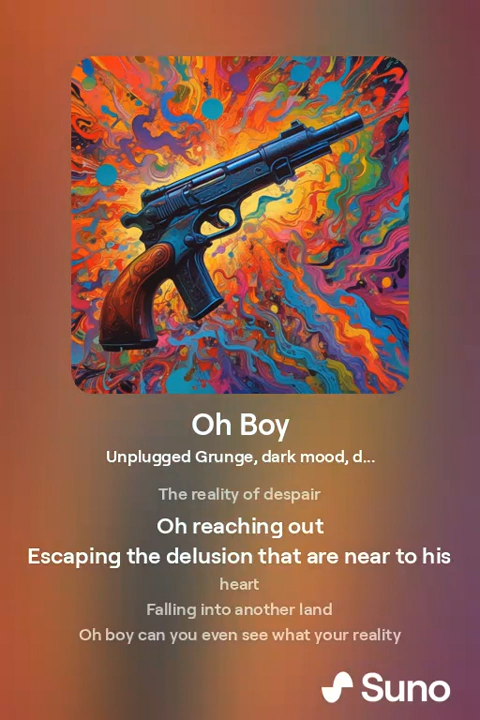 Oh Boy
Unplugged Grunge, dark mood, d...
The reality of despair
Oh reaching out
Escaping the delusion that are near to his
heart
Falling into another land
Oh boy can you even see what your reality
Suno